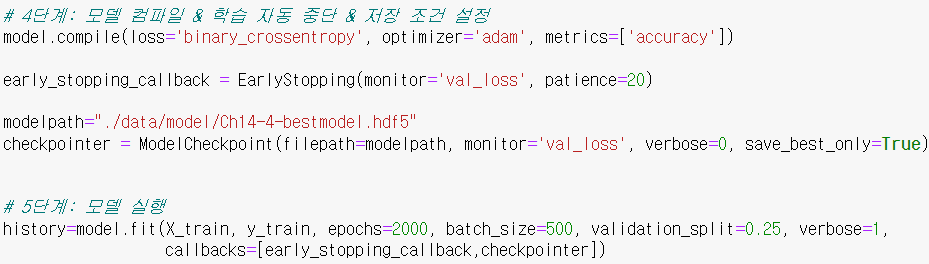 # 4단계: 모델 컴파일 & 학습 자동 중단 & 저장 조건 설정
model.compile(loss='binary_crossentropy', optimizer='adam', metrics=['accuracy'])
early_stopping_callback = EarlyStopping(monitor='val_loss', patience=20)
modelpath="./data/model/Ch14-4-bestmodel.hdf5"
checkpointer = ModelCheckpoint(filepath=modelpath, monitor='val_loss', verbose=0, save_best_only=True)
# 5단계: 모델 실행
history=model.fit(X_train, y_train, epochs=2000, batch_size=500, validation_split=0.25, verbose=1,
callbacks=[early_stopping_callback,checkpointer])